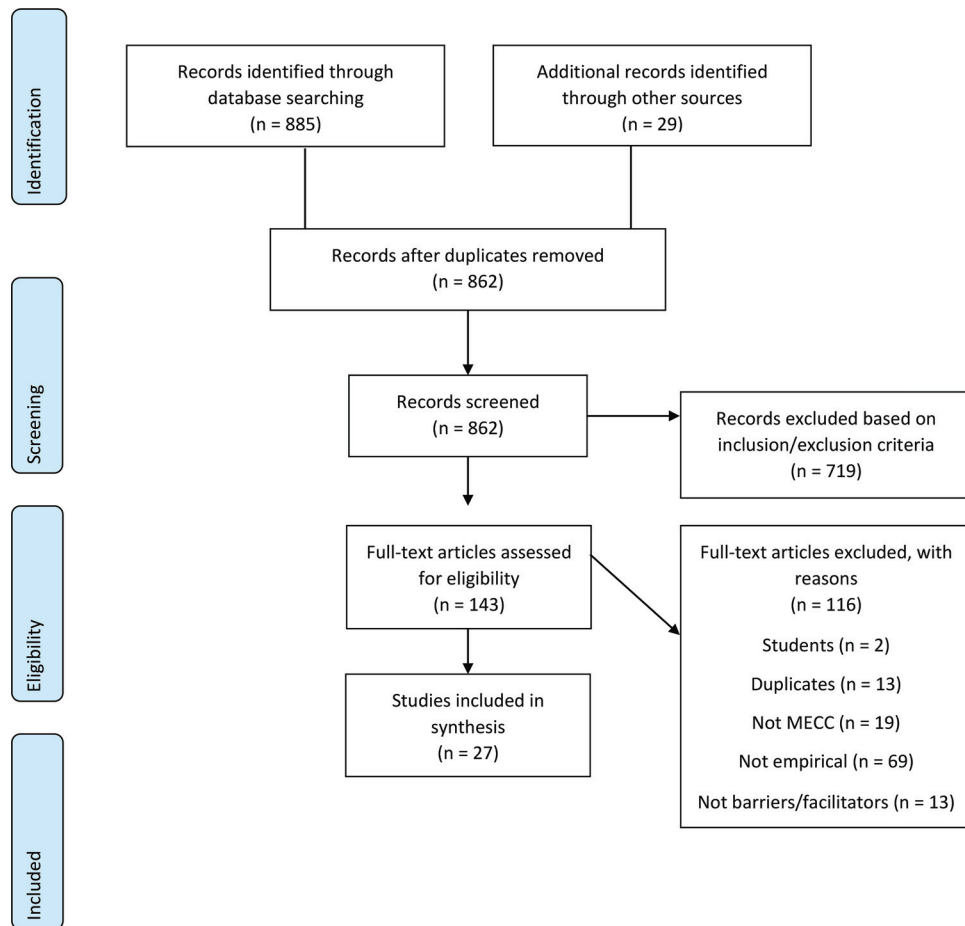 Identification
Records identified through
database searching
(n = 885)
Additional records identified
through other sources
(n = 29)
Records after duplicates removed
(n = 862)
Screening
Records screened
(n = 862)
Records excluded based on
inclusion/exclusion criteria
(n = 719)
Eligibility
Full-text articles assessed
for eligibility
(n = 143)
Full-text articles excluded, with
reasons
(n = 116)
Students (n = 2)
Duplicates (n = 13)
Not MECC (n = 19)
Not empirical (n = 69)
Not barriers/facilitators (n = 13)
Studies included in
synthesis
(n = 27)
Included